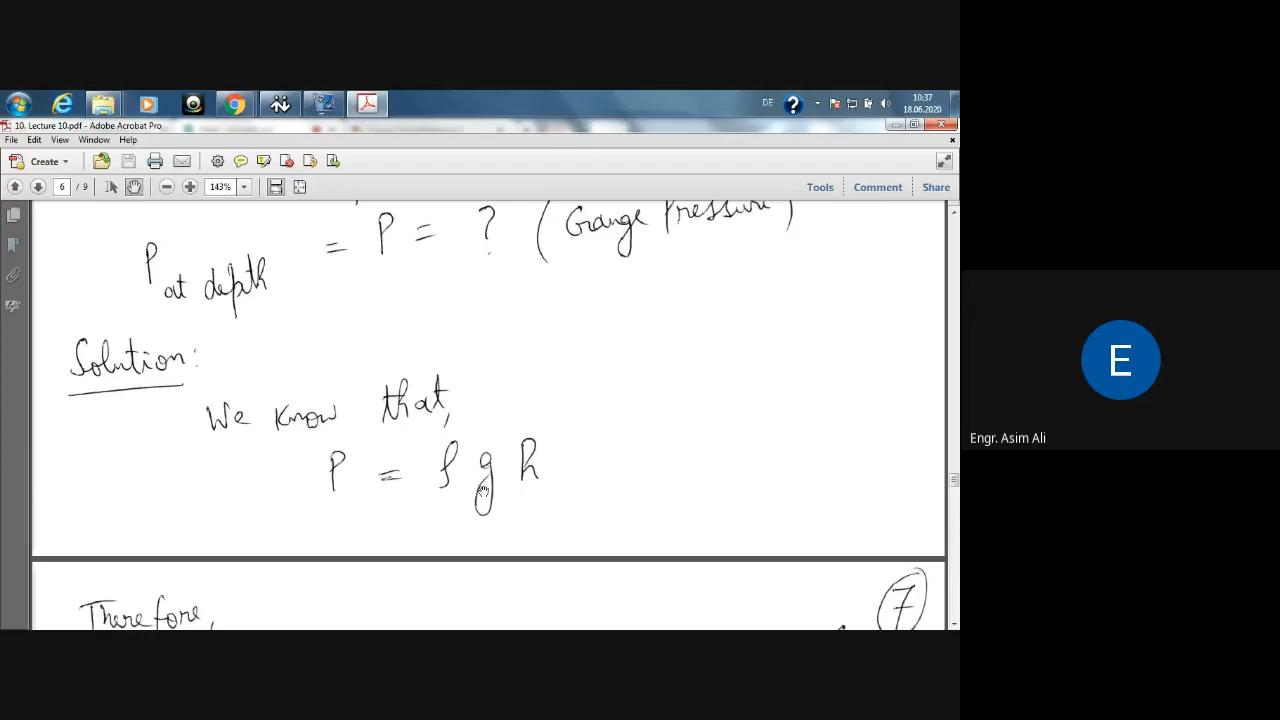 DE
10:37
18.06.2020
10. Lecture 10.pdf - Adobe Acrobat Pro
File Edit View Window Help
Create
6 / 9 143% Tools Comment Share
P at depth = P = ? (Gauge Pressure)
Solution:
We know that,
P = ρ g h
Therefore,
7
E
Engr. Asim Ali